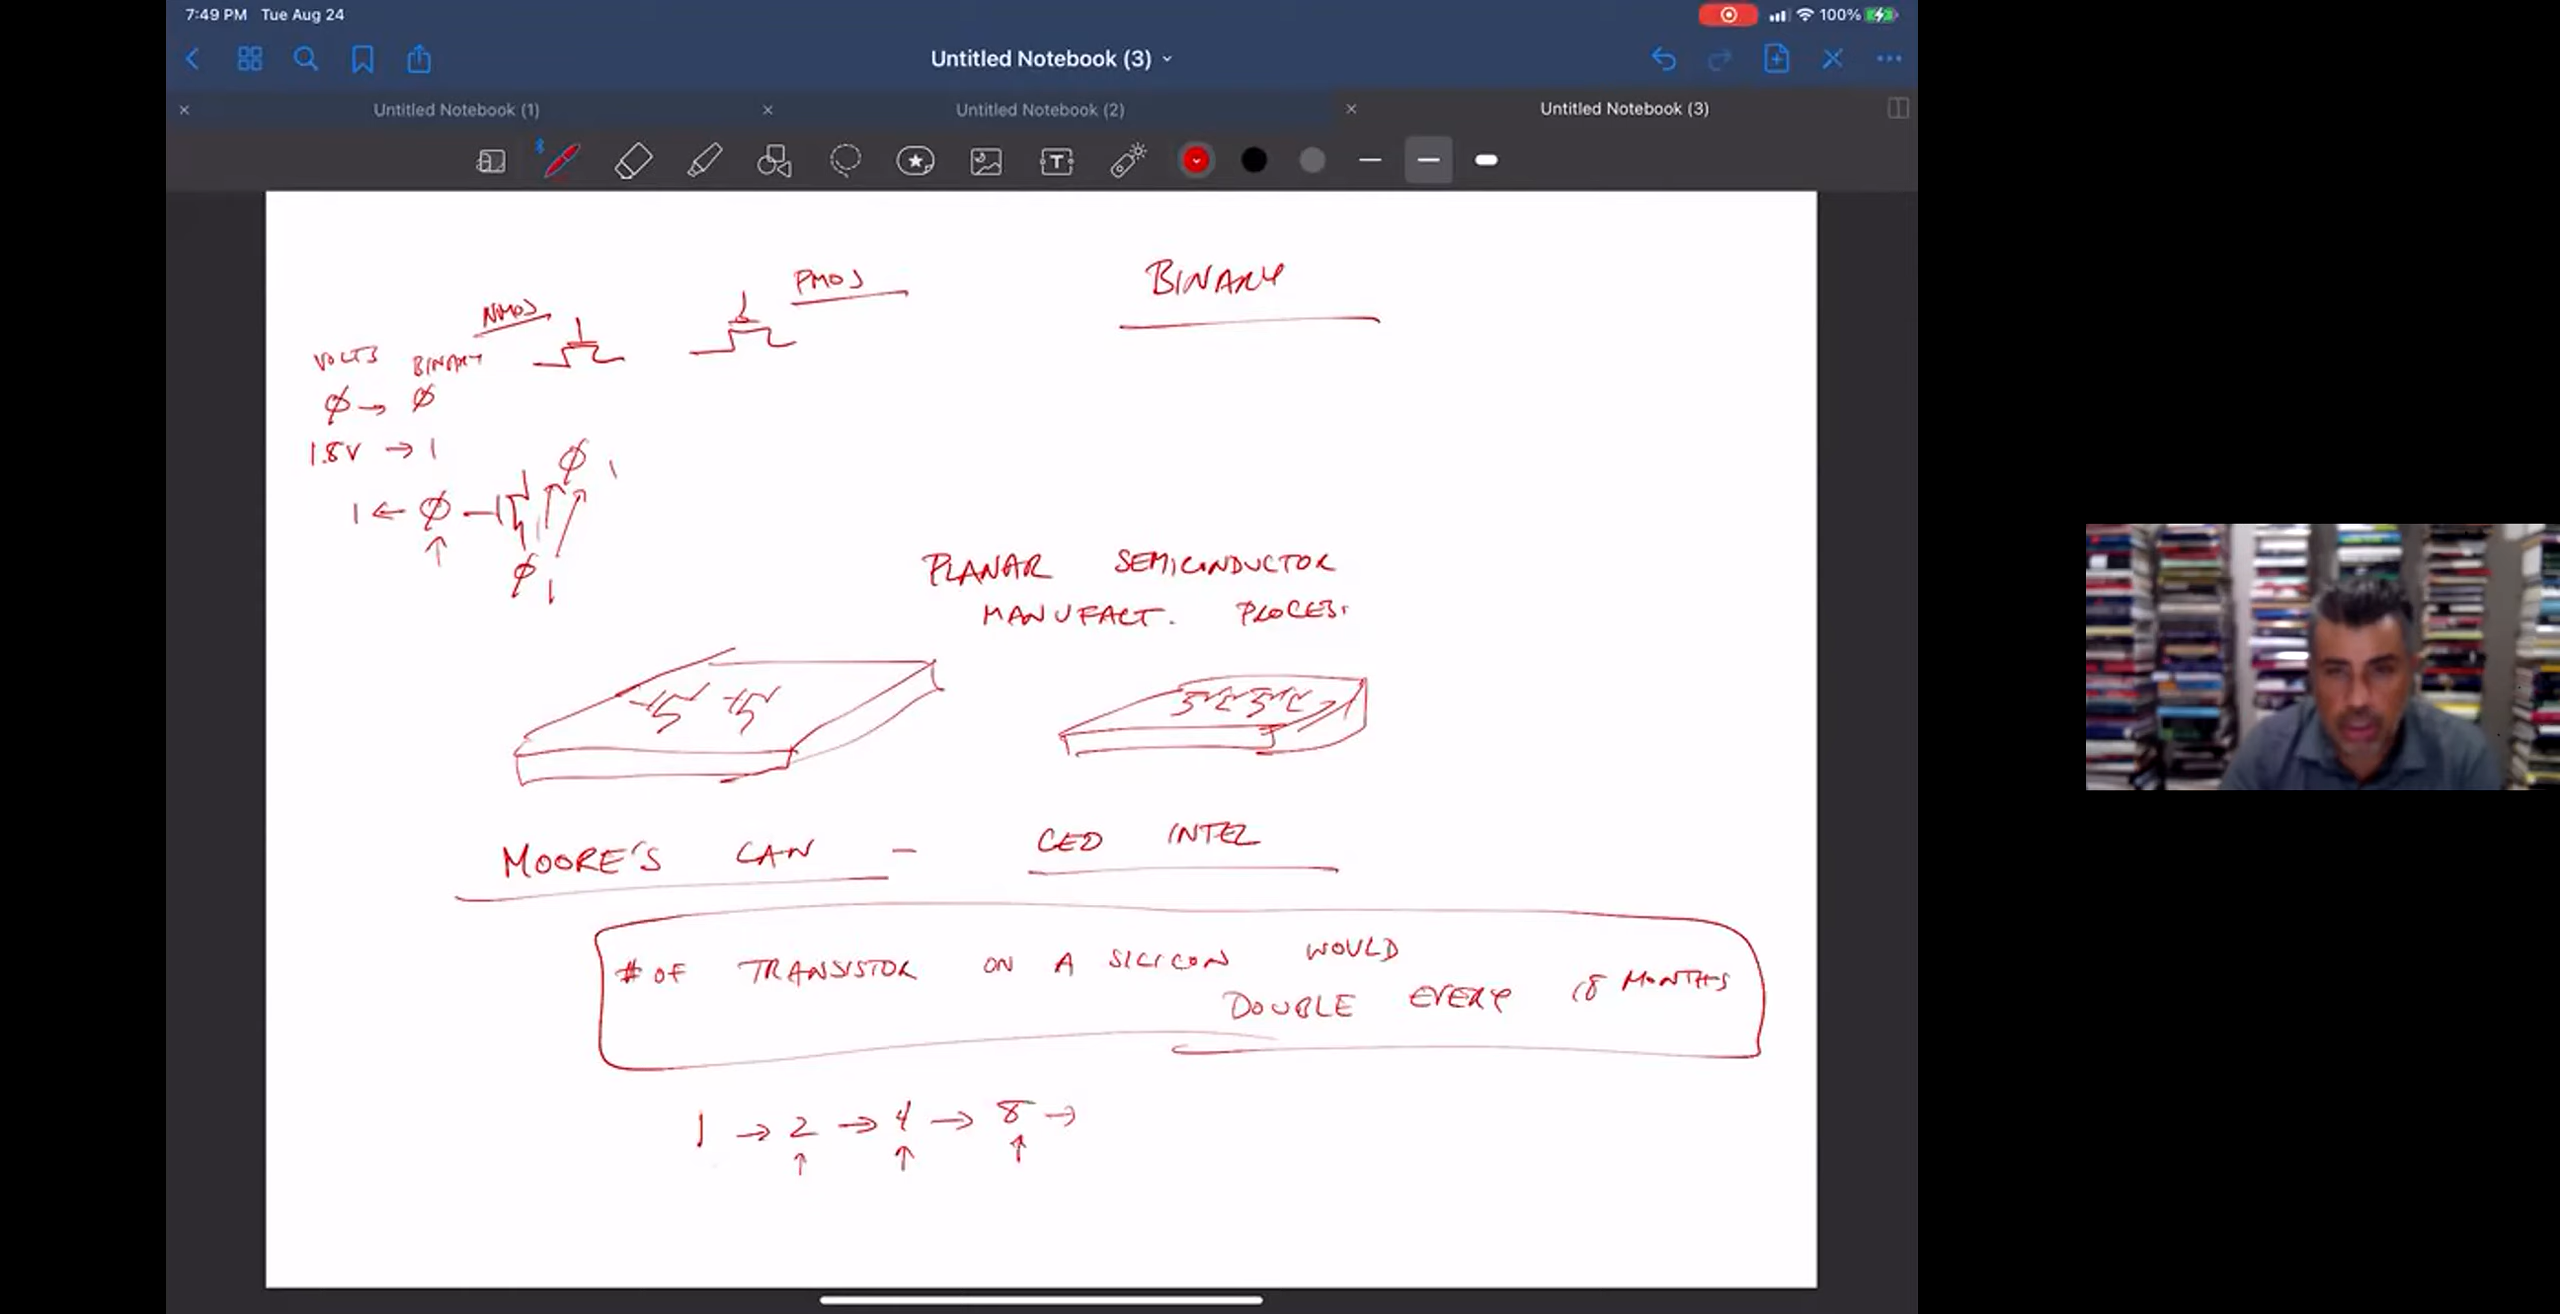 7:49 PM Tue Aug 24
100%
Untitled Notebook (3)
Untitled Notebook (1)
Untitled Notebook (2)
Untitled Notebook (3)
T
BINARY
PMOS
NMOS
VOLTS BINARY
∅ → ∅
1.8V → 1
∅ 1
1 ← ∅
∅ 1
PLANAR SEMICONDUCTOR
MANUFACT. PROCESS
MOORE'S LAW - CEO INTEL
# OF TRANSISTOR ON A SILICON WOULD
DOUBLE EVERY 18 MONTHS
1 → 2 → 4 → 8 →